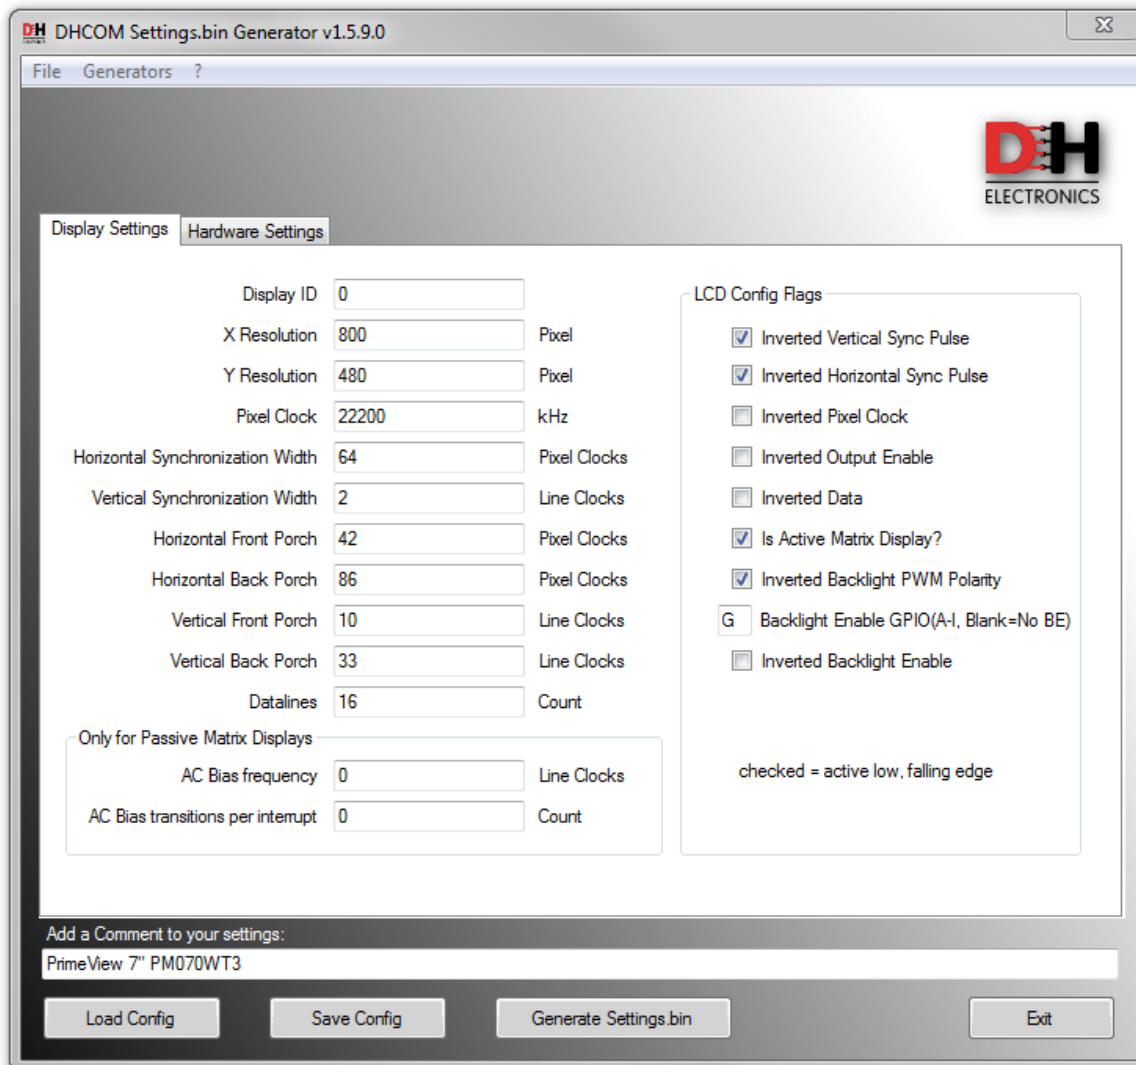 DH DHCOM Settings.bin Generator v1.5.9.0
File Generators ?
DH
ELECTRONICS
Display Settings Hardware Settings
Display ID 0
X Resolution 800 Pixel
Y Resolution 480 Pixel
Pixel Clock 22200 kHz
Horizontal Synchronization Width 64 Pixel Clocks
Vertical Synchronization Width 2 Line Clocks
Horizontal Front Porch 42 Pixel Clocks
Horizontal Back Porch 86 Pixel Clocks
Vertical Front Porch 10 Line Clocks
Vertical Back Porch 33 Line Clocks
Datalines 16 Count
Only for Passive Matrix Displays
AC Bias frequency 0 Line Clocks
AC Bias transitions per interrupt 0 Count
LCD Config Flags
Inverted Vertical Sync Pulse
Inverted Horizontal Sync Pulse
Inverted Pixel Clock
Inverted Output Enable
Inverted Data
Is Active Matrix Display?
Inverted Backlight PWM Polarity
G Backlight Enable GPIO(A-I, Blank=No BE)
Inverted Backlight Enable
checked = active low, falling edge
Add a Comment to your settings:
PrimeView 7" PM070WT3
Load Config Save Config Generate Settings.bin Exit